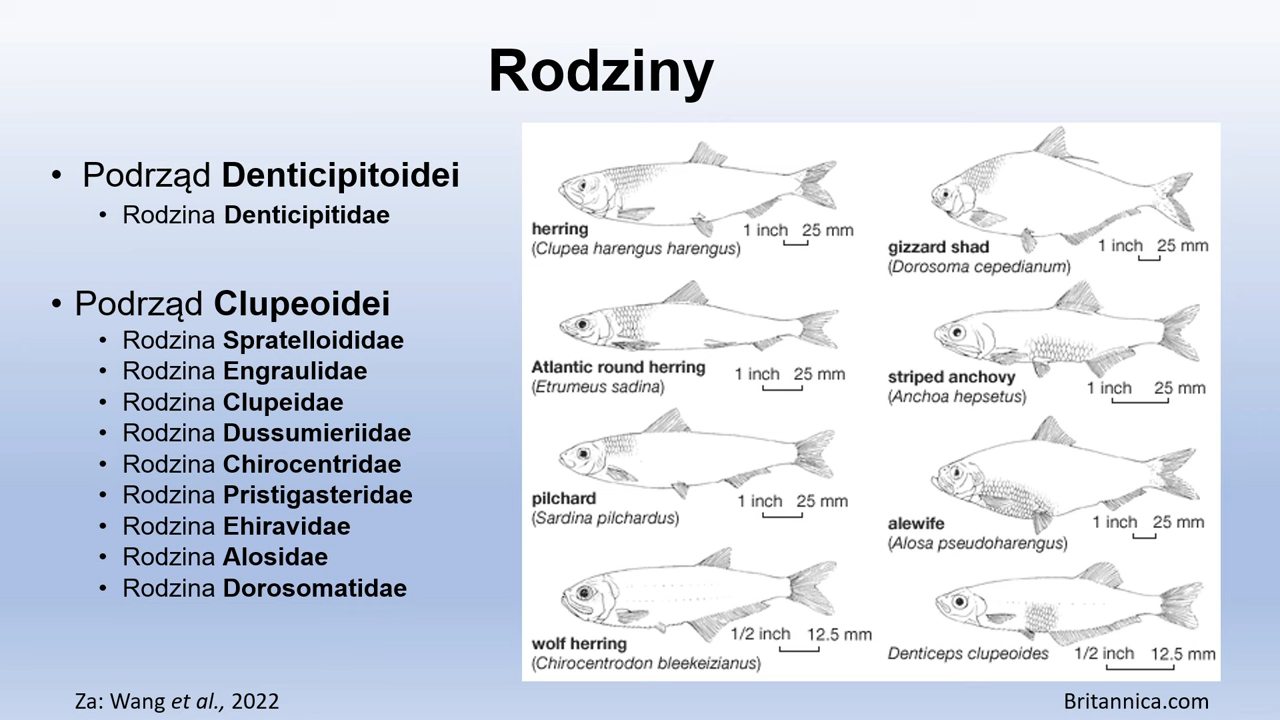 Rodziny
• Podrząd Denticipitoidei
• Rodzina Denticipitidae
• Podrząd Clupeoidei
• Rodzina Spratelloididae
• Rodzina Engraulidae
• Rodzina Clupeidae
• Rodzina Dussumieriidae
• Rodzina Chirocentridae
• Rodzina Pristigasteridae
• Rodzina Ehiravidae
• Rodzina Alosidae
• Rodzina Dorosomatidae
herring 1 inch 25 mm
(Clupea harengus harengus)
gizzard shad 1 inch 25 mm
(Dorosoma cepedianum)
Atlantic round herring 1 inch 25 mm
(Etrumeus sadina)
striped anchovy 1 inch 25 mm
(Anchoa hepsetus)
pilchard 1 inch 25 mm
(Sardina pilchardus)
alewife 1 inch 25 mm
(Alosa pseudoharengus)
wolf herring 1/2 inch 12.5 mm
(Chirocentrodon bleekeizianus)
Denticeps clupeoides 1/2 inch 12.5 mm
Za: Wang et al., 2022
Britannica.com